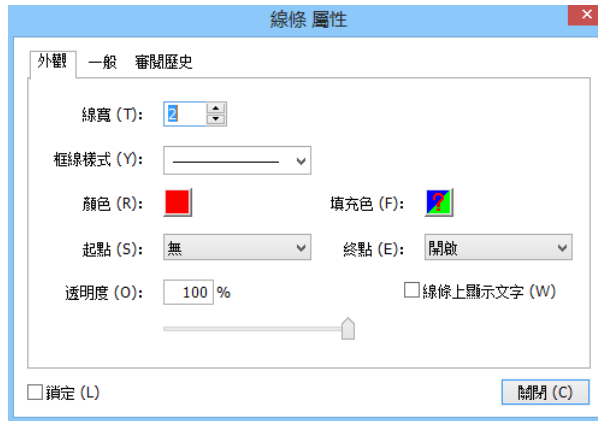 線條 屬性
外觀 一般 審閱歷史
線寬 (T): 2
框線樣式 (Y):
顏色 (R): 填充色 (F): ?
起點 (S): 無 終點 (E): 開啟
透明度 (O): 100 % 線條上顯示文字 (W)
鎖定 (L) 關閉 (C)